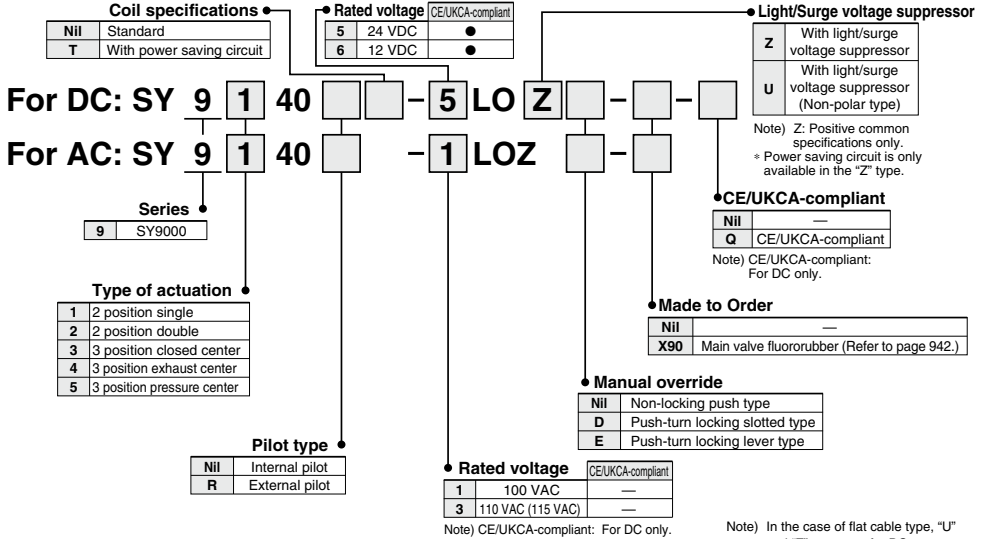 Coil specifications
Nil Standard
T With power saving circuit
Rated voltage CE/UKCA-compliant
5 24 VDC ●
6 12 VDC ●
Light/Surge voltage suppressor
Z With light/surge voltage suppressor
U With light/surge voltage suppressor (Non-polar type)
Note) Z: Positive common
specifications only.
* Power saving circuit is only
available in the "Z" type.
For DC: SY 9 1 40 – 5 LO Z – –
For AC: SY 9 1 40 – 1 LOZ –
CE/UKCA-compliant
Nil —
Q CE/UKCA-compliant
Note) CE/UKCA-compliant:
For DC only.
Series
9 SY9000
Type of actuation
1 2 position single
2 2 position double
3 3 position closed center
4 3 position exhaust center
5 3 position pressure center
Made to Order
Nil —
X90 Main valve fluororubber (Refer to page 942.)
Manual override
Nil Non-locking push type
D Push-turn locking slotted type
E Push-turn locking lever type
Pilot type
Nil Internal pilot
R External pilot
Rated voltage CE/UKCA-compliant
1 100 VAC —
3 110 VAC (115 VAC) —
Note) CE/UKCA-compliant: For DC only.
Note) In the case of flat cable type, "U"